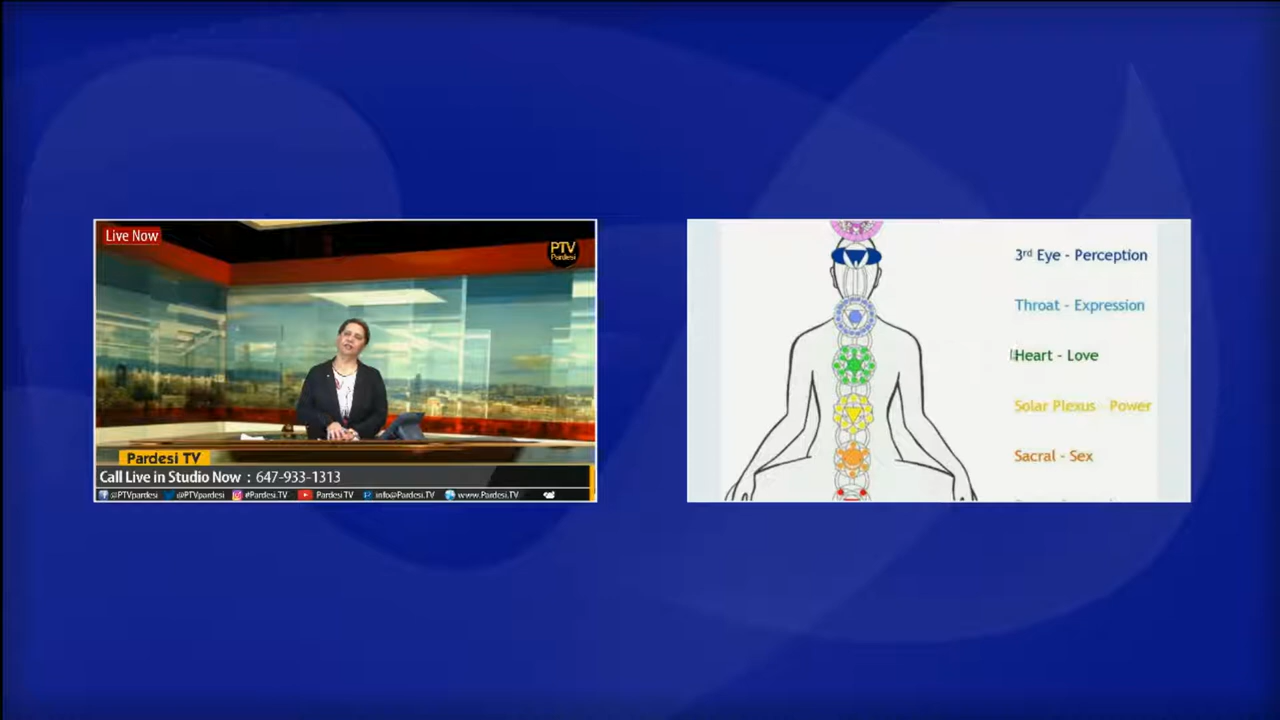 Live Now
PTV
Pardesi
Pardesi TV
Call Live in Studio Now : 647-933-1313
@PTVpardesi @PTVpardesi #Pardesi.TV Pardesi TV info@Pardesi.TV www.Pardesi.TV
3rd Eye - Perception
Throat - Expression
Heart - Love
Solar Plexus - Power
Sacral - Sex